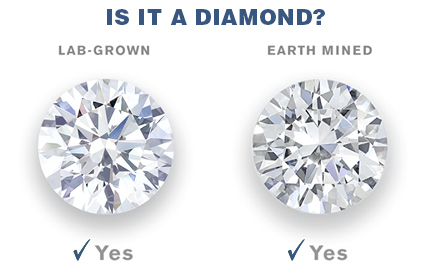 IS IT A DIAMOND?
LAB-GROWN EARTH MINED
✓ Yes ✓ Yes